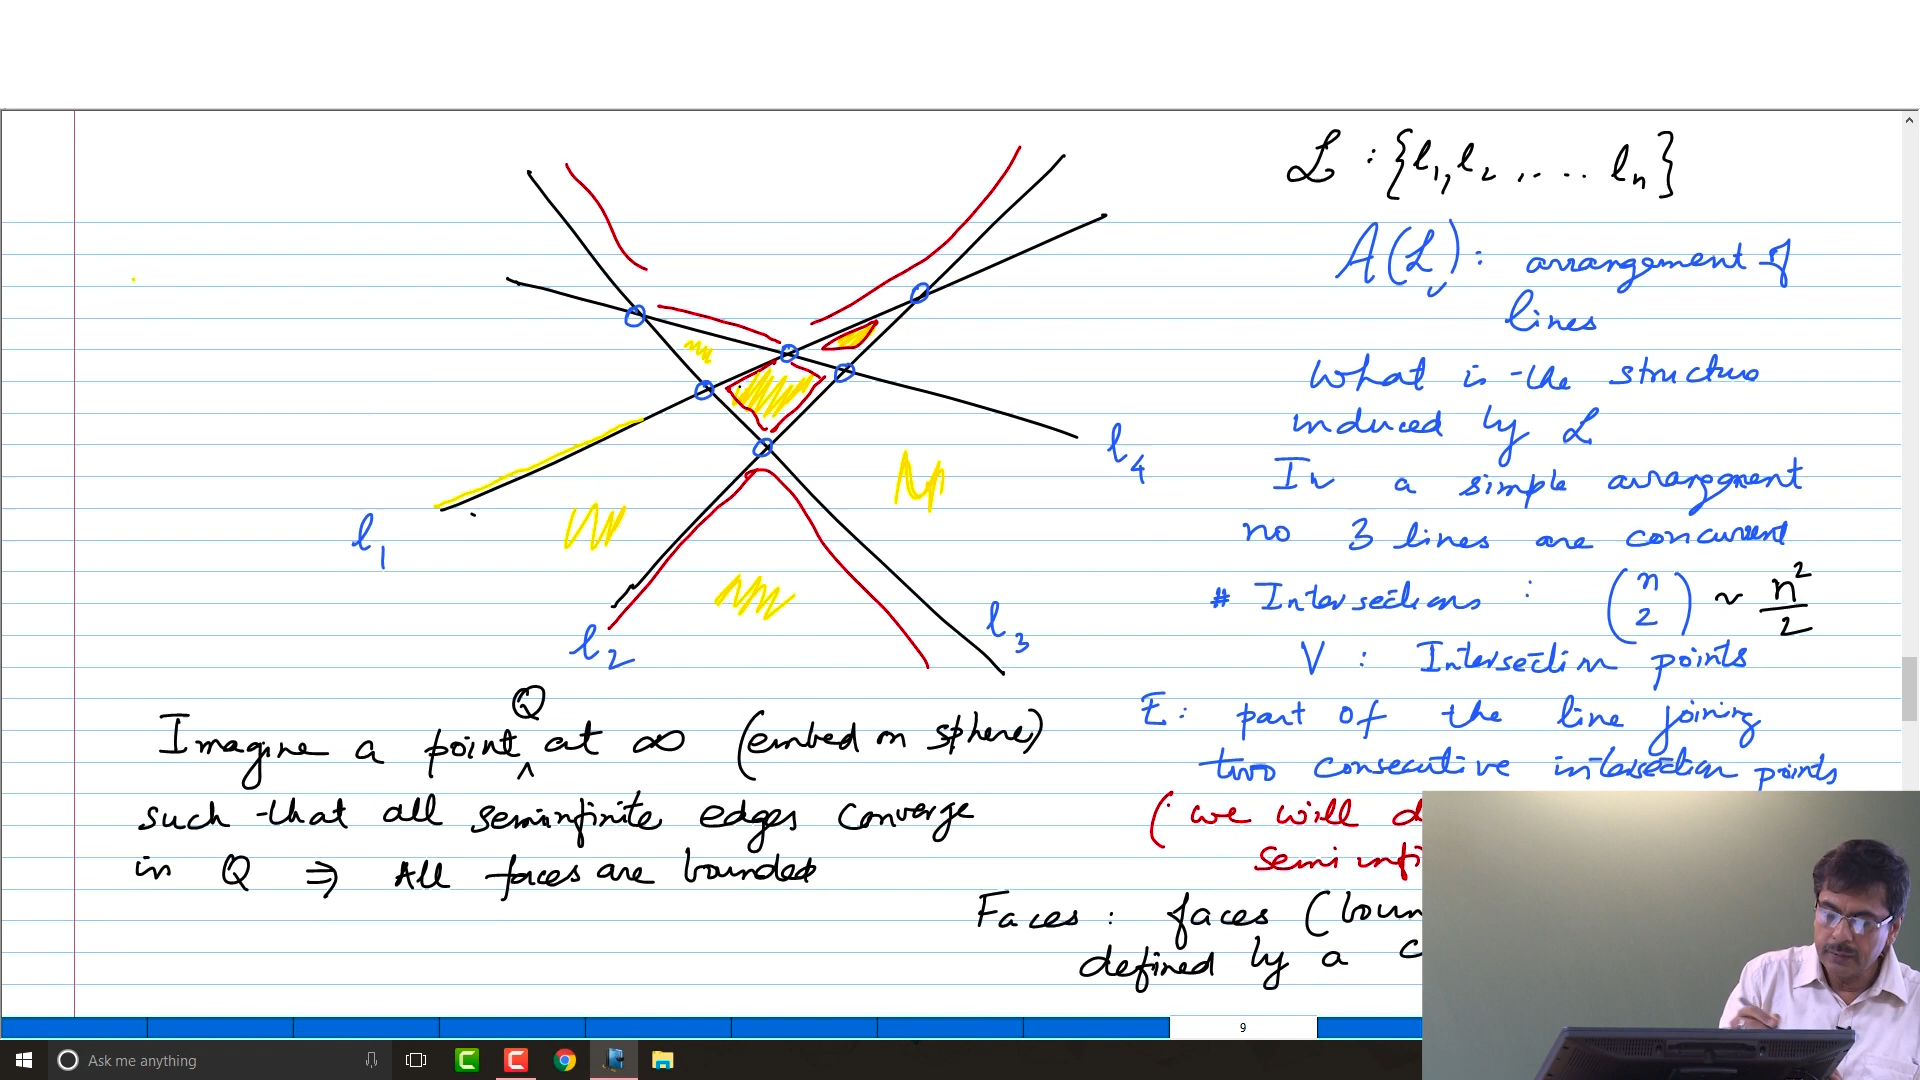 L : {l1, l2, .... ln}
A(L) : arrangement of
lines
What is the structure
induced by L
In a simple arrangement
no 3 lines are concurrent
# Intersections : (n 2) ~ n²/2
V : Intersection points
E : part of the line joining
two consecutive intersection points
(we will d
semi infi
Faces : faces (boun
defined by a c
l1
l2
l3
l4
Imagine a point ^ Q at ∞ (embed on sphere)
such that all seminfinite edges converge
in Q ⇒ All faces are bounded
9
Ask me anything